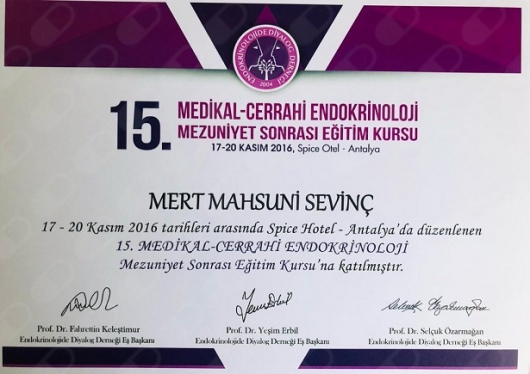 ENDOKRİNOLOJİDE DİYALOG DERNEĞİ
2004
15. MEDİKAL-CERRAHİ ENDOKRİNOLOJİ
MEZUNİYET SONRASI EĞİTİM KURSU
17-20 KASIM 2016, Spice Otel - Antalya
MERT MAHSUNİ SEVİNÇ
17 - 20 Kasım 2016 tarihleri arasında Spice Hotel - Antalya'da düzenlenen
15. MEDİKAL-CERRAHİ ENDOKRİNOLOJİ
Mezuniyet Sonrası Eğitim Kursu'na katılmıştır.
Selçuk Özarmağan
Prof. Dr. Fahrettin Keleştimur
Endokrinolojide Diyalog Derneği Eş Başkanı
Prof. Dr. Yeşim Erbil
Endokrinolojide Diyalog Derneği Eş Başkanı
Prof. Dr. Selçuk Özarmağan
Endokrinolojide Diyalog Derneği Eş Başkanı